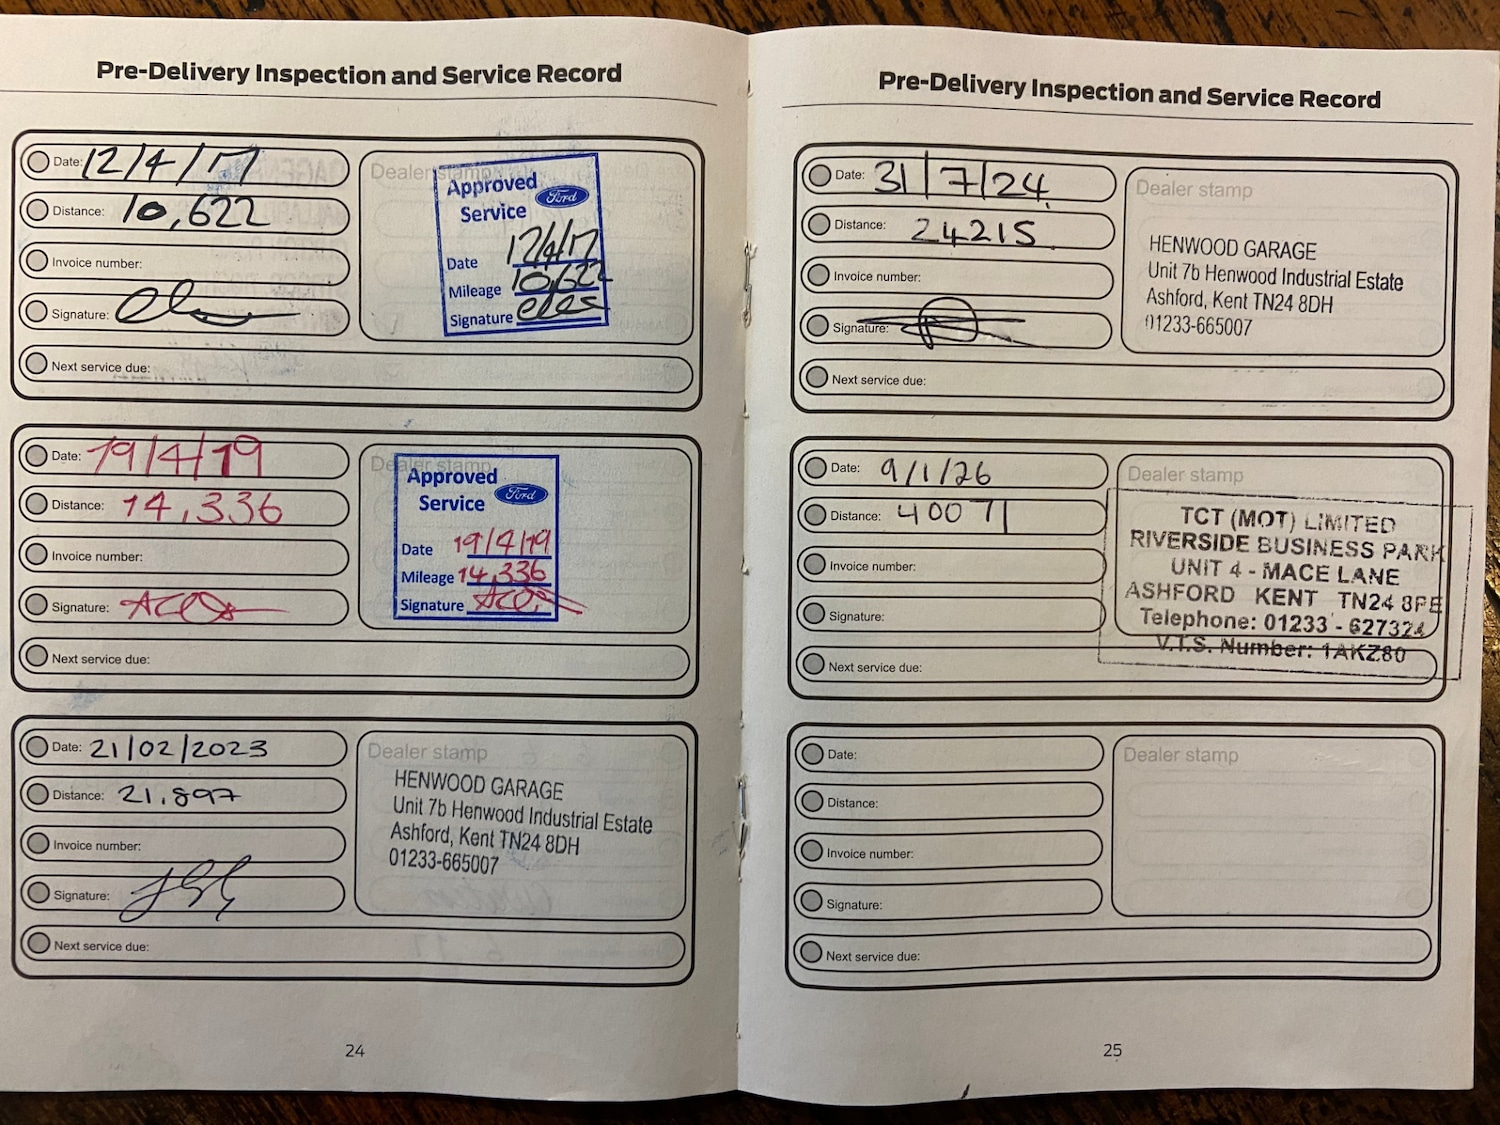 Pre-Delivery Inspection and Service Record
Date: 12/4/17
Distance: 10,622
Invoice number:
Signature:
Next service due:
Dealer stamp
Approved
Service
Ford
Date 12/4/17
Mileage 10,622
Signature
Date: 19/4/19
Distance: 14,336
Invoice number:
Signature:
Next service due:
Dealer stamp
Approved
Service
Ford
Date 19/4/19
Mileage 14,336
Signature
Date: 21/02/2023
Distance: 21,897
Invoice number:
Signature:
Next service due:
Dealer stamp
HENWOOD GARAGE
Unit 7b Henwood Industrial Estate
Ashford, Kent TN24 8DH
01233-665007
24
Pre-Delivery Inspection and Service Record
Date: 31/7/24
Distance: 24215
Invoice number:
Signature:
Next service due:
Dealer stamp
HENWOOD GARAGE
Unit 7b Henwood Industrial Estate
Ashford, Kent TN24 8DH
01233-665007
Date: 9/1/26
Distance: 40071
Invoice number:
Signature:
Next service due:
Dealer stamp
TCT (MOT) LIMITED
RIVERSIDE BUSINESS PARK
UNIT 4 - MACE LANE
ASHFORD KENT TN24 8PE
Telephone: 01233 - 627324
V.T.S. Number: 1AKZ80
Date:
Distance:
Invoice number:
Signature:
Next service due:
Dealer stamp
25